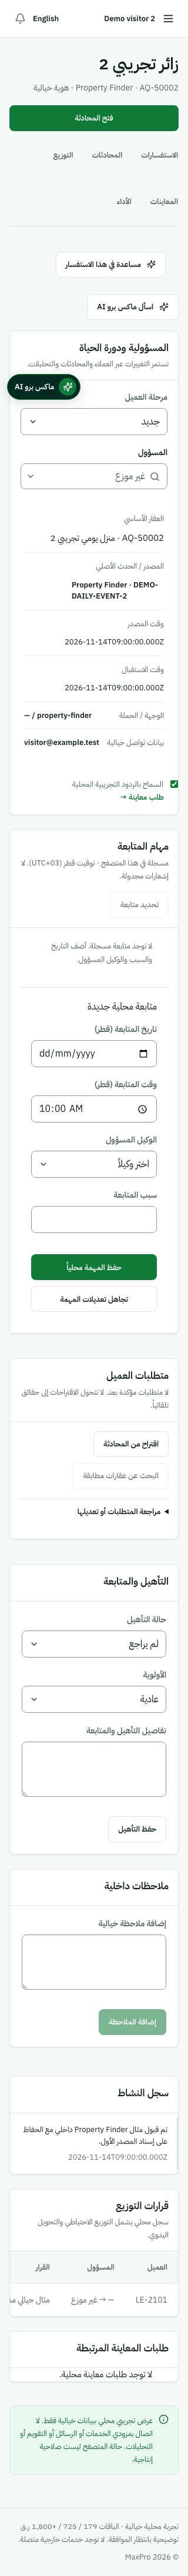 English
Demo visitor 2
زائر تجريبي 2
Property Finder · AQ-50002 · هوية خيالية
فتح المحادثة
الاستفسارات
المحادثات
التوزيع
المعاينات
الأداء
مساعدة في هذا الاستفسار
اسأل ماكس برو AI
المسؤولية ودورة الحياة
تستمر التغييرات عبر العملاء والمحادثات والتحليلات.
ماكس برو AI
مرحلة العميل
جديد
المسؤول
غير موزع
العقار الأساسي
AQ-50002 · منزل يومي تجريبي 2
المصدر / الحدث الأصلي
Property Finder · DEMO-
DAILY-EVENT-2
وقت المصدر
2026-11-14T09:00:00.000Z
وقت الاستقبال
2026-11-14T09:00:00.000Z
الوجهة / الحملة
property-finder / —
بيانات تواصل خيالية
visitor@example.test
السماح بالردود التجريبية المحلية
طلب معاينة →
مهام المتابعة
مسجلة في هذا المتصفح · توقيت قطر (UTC+03). لا
إشعارات مجدولة.
تحديد متابعة
لا توجد متابعة مسجلة. أضف التاريخ
والسبب والوكيل المسؤول.
متابعة محلية جديدة
تاريخ المتابعة (قطر)
dd/mm/yyyy
وقت المتابعة (قطر)
10:00 AM
الوكيل المسؤول
اختر وكيلاً
سبب المتابعة
حفظ المهمة محلياً
تجاهل تعديلات المهمة
متطلبات العميل
لا متطلبات مؤكدة بعد. لا تتحول الاقتراحات إلى حقائق
تلقائياً.
اقتراح من المحادثة
البحث عن عقارات مطابقة
مراجعة المتطلبات أو تعديلها
التأهيل والمتابعة
حالة التأهيل
لم يراجع
الأولوية
عادية
تفاصيل التأهيل والمتابعة
حفظ التأهيل
ملاحظات داخلية
إضافة ملاحظة خيالية
إضافة الملاحظة
سجل النشاط
تم قبول مثال Property Finder داخلي مع الحفاظ
على إسناد المصدر الأول.
2026-11-14T09:00:00.000Z
قرارات التوزيع
سجل محلي يشمل التوزيع الاحتياطي والتحويل
اليدوي.
العميل
المسؤول
القرار
LE-2101
— → غير موزع
مثال خيالي
طلبات المعاينة المرتبطة
لا توجد طلبات معاينة محلية.
عرض تجريبي محلي ببيانات خيالية فقط. لا
اتصال بمزودي الخدمات أو الرسائل أو التقويم أو
التحليلات. حالة المتصفح ليست صلاحية
إنتاجية.
تجربة محلية خيالية · الباقات 179 / 725 / +1,800 ر.ق
توضيحية بانتظار الموافقة. لا توجد خدمات خارجية متصلة.
© 2026 MaxPro